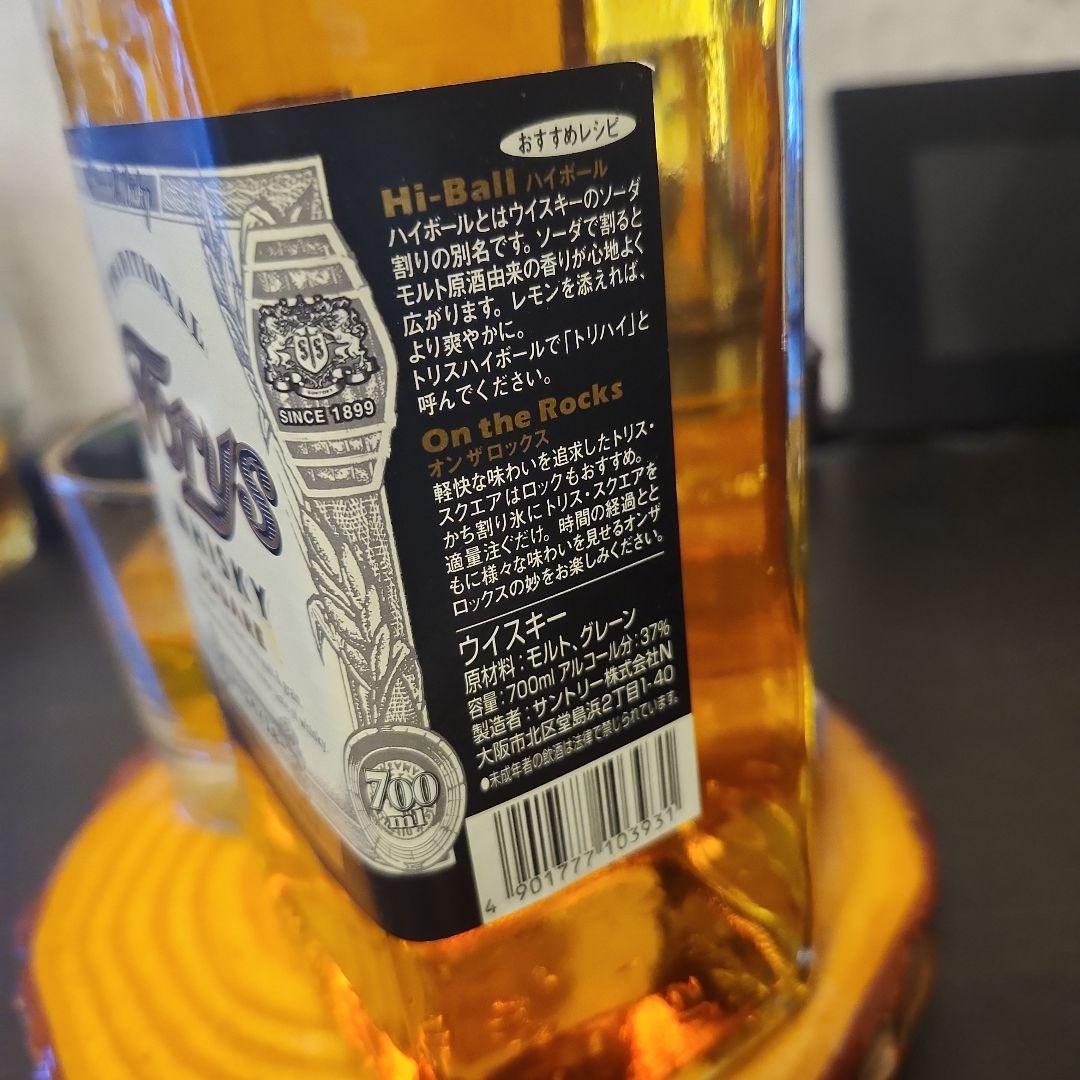 おすすめレシピ
Hi-Ball ハイボール
ハイボールとはウイスキーのソーダ
割りの別名です。ソーダで割ると
モルト原酒由来の香りが心地よく
広がります。レモンを添えれば、
より爽やかに。
トリスハイボールで「トリハイ」と
呼んでください。
On the Rocks
オン ザ ロックス
軽快な味わいを追求したトリス・
スクエアはロックもおすすめ。
かち割り氷にトリス・スクエアを
適量注ぐだけ。時間の経過とと
もに様々な味わいを見せるオンザ
ロックスの妙をお楽しみください。
ウイスキー
原材料:モルト、グレーン
容量:700ml アルコール分:37%
製造者:サントリー株式会社N
大阪市北区堂島浜2丁目1-40
●未成年者の飲酒は法律で禁じられています。
4 901777 103931
SUNTORY
SINCE 1899
Torys
WHISKY
700
ml